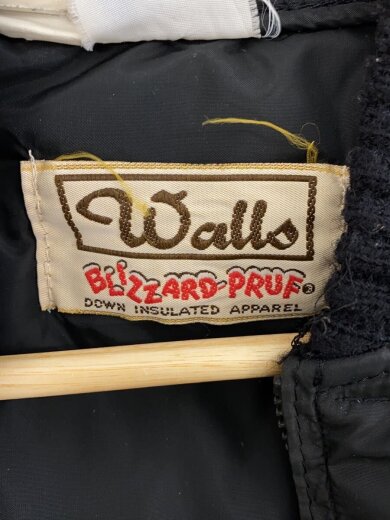 Walls
BLIZZARD-PRUF®
DOWN INSULATED APPAREL